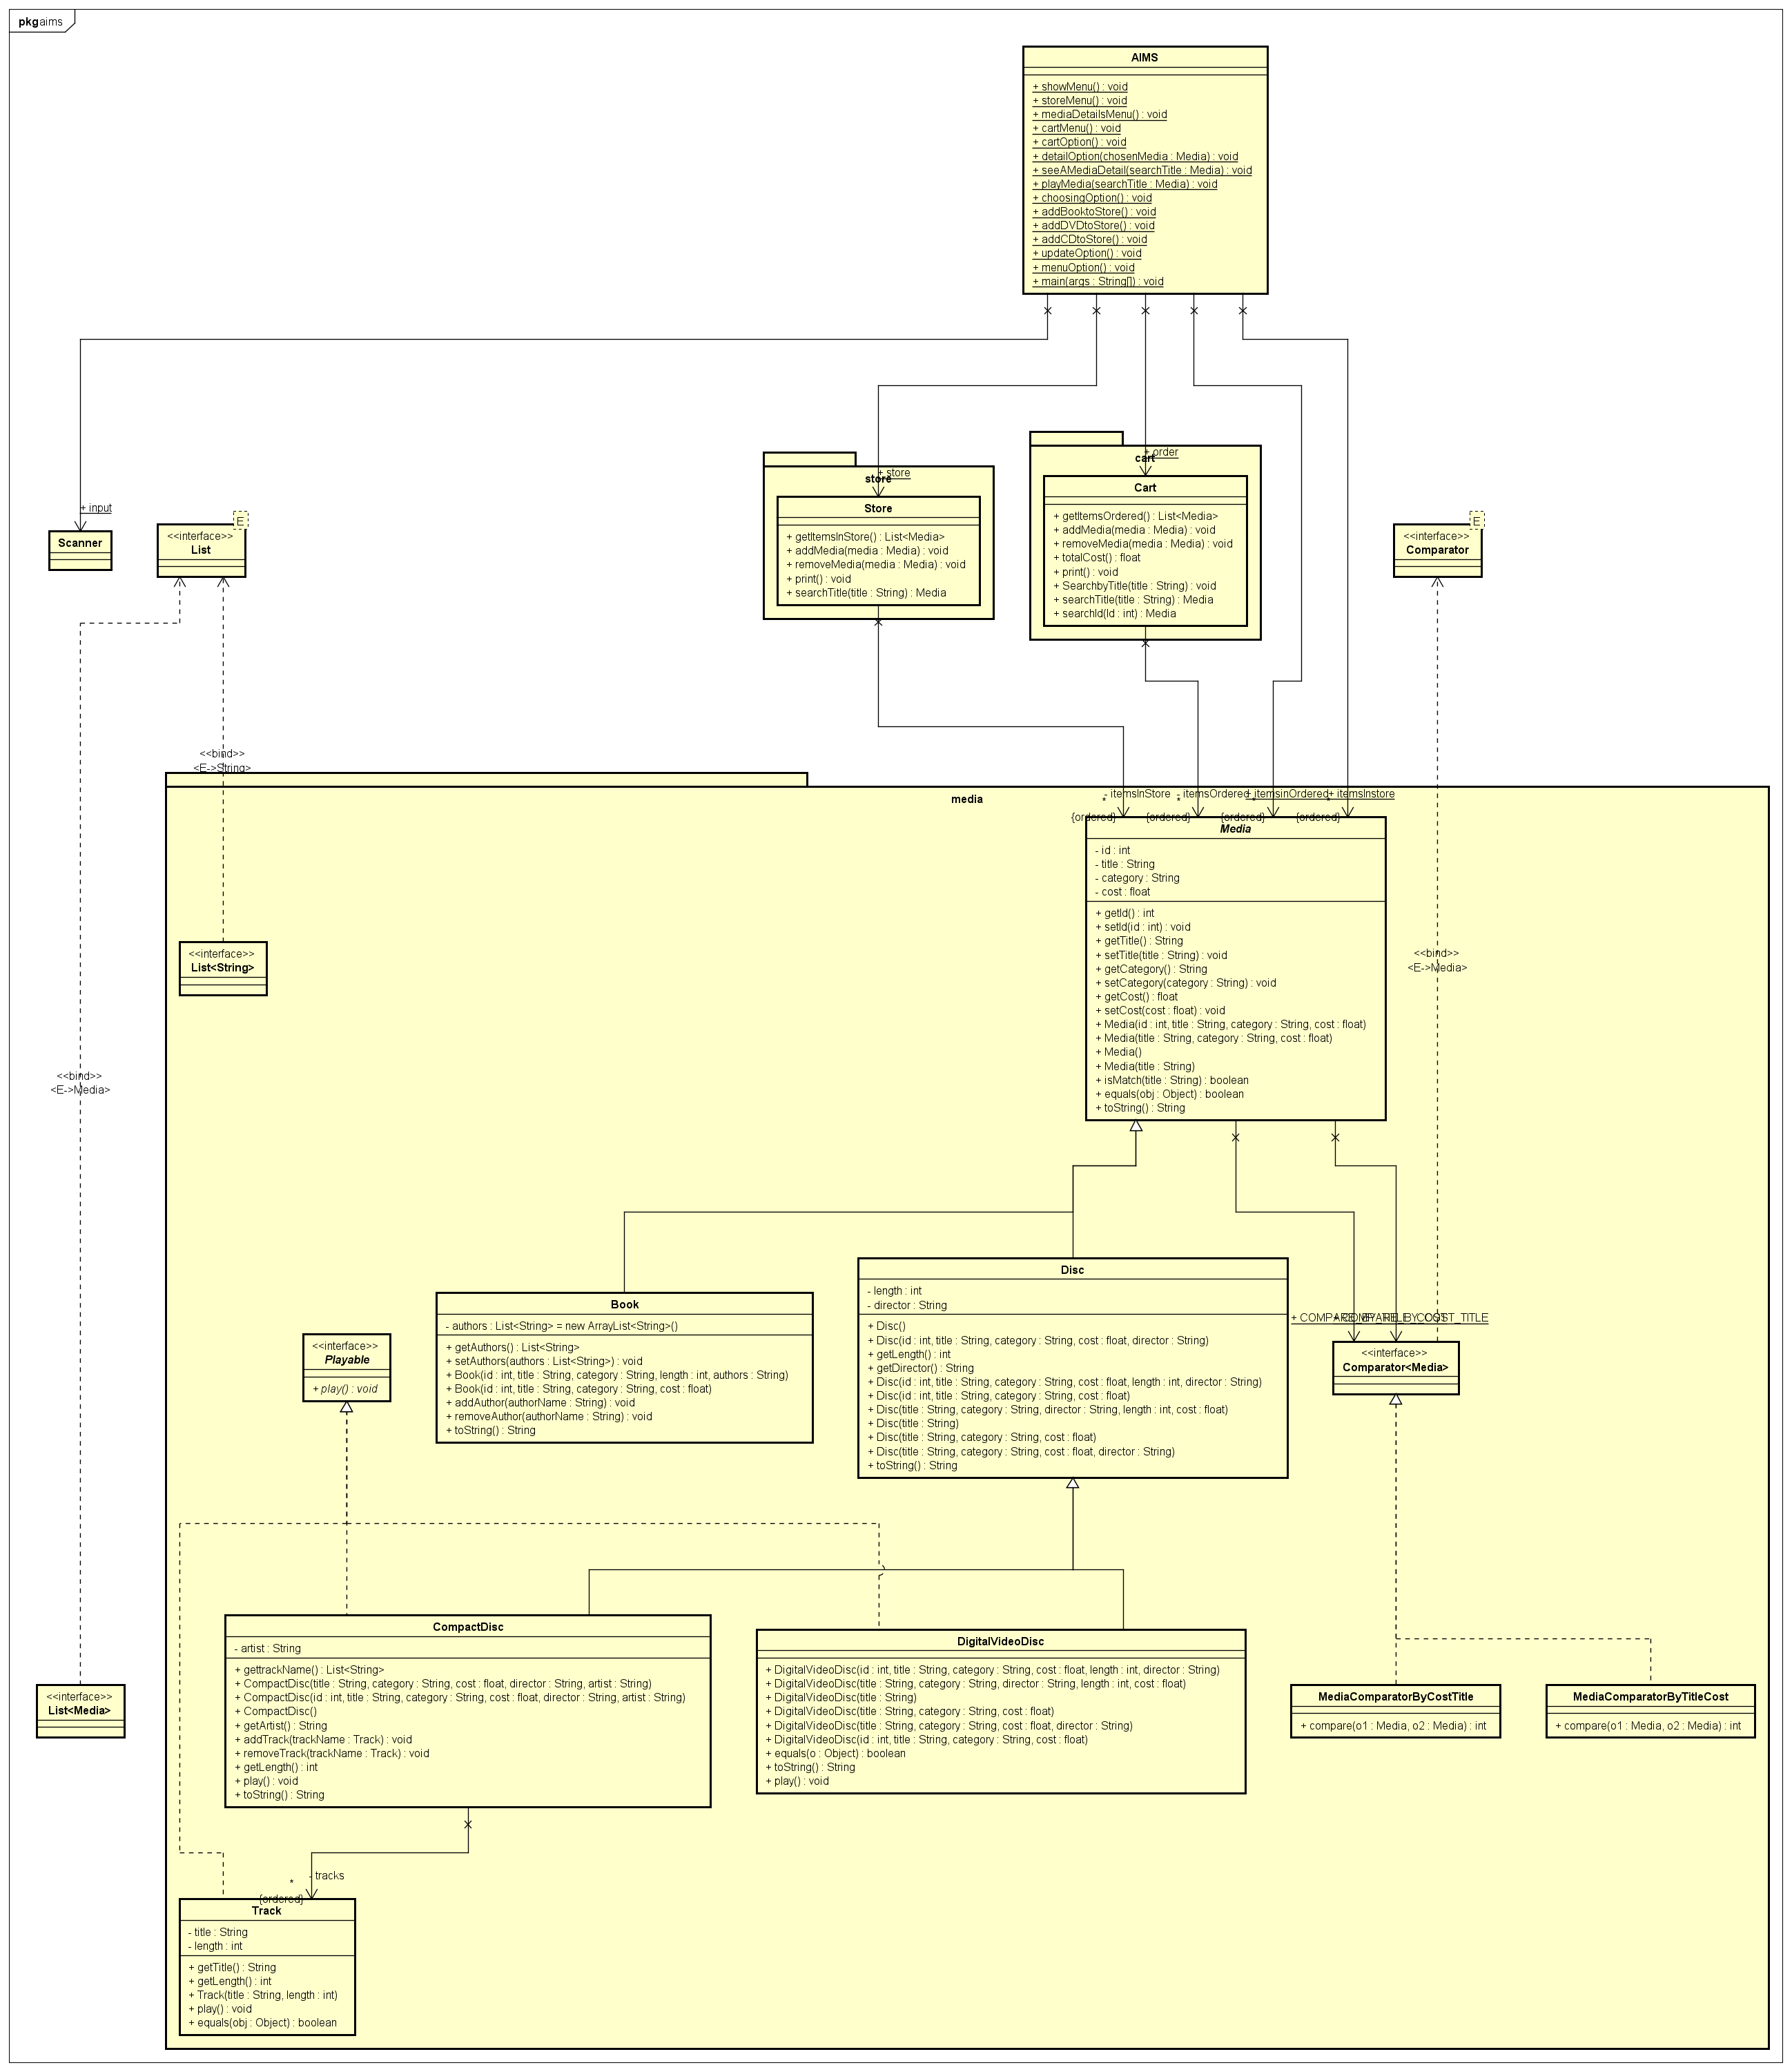 pkg aims
AIMS
+ showMenu() : void
+ storeMenu() : void
+ mediaDetailsMenu() : void
+ cartMenu() : void
+ cartOption() : void
+ detailOption(chosenMedia : Media) : void
+ seeAMediaDetail(searchTitle : Media) : void
+ playMedia(searchTitle : Media) : void
+ choosingOption() : void
+ addBooktoStore() : void
+ addDVDtoStore() : void
+ addCDtoStore() : void
+ updateOption() : void
+ menuOption() : void
+ main(args : String[]) : void
+ input
Scanner
E
<<interface>>
List
+ store
store
Store
+ getItemsInStore() : List<Media>
+ addMedia(media : Media) : void
+ removeMedia(media : Media) : void
+ print() : void
+ searchTitle(title : String) : Media
+ order
cart
Cart
+ getItemsOrdered() : List<Media>
+ addMedia(media : Media) : void
+ removeMedia(media : Media) : void
+ totalCost() : float
+ print() : void
+ SearchbyTitle(title : String) : void
+ searchTitle(title : String) : Media
+ searchId(Id : int) : Media
E
<<interface>>
Comparator
<<bind>>
<E->String>
media
- itemsInStore
- itemsOrdered
+ itemsinOrdered
+ itemsInstore
*
*
*
*
{ordered}
{ordered}
{ordered}
{ordered}
Media
- id : int
- title : String
- category : String
- cost : float
+ getId() : int
+ setId(id : int) : void
+ getTitle() : String
+ setTitle(title : String) : void
+ getCategory() : String
+ setCategory(category : String) : void
+ getCost() : float
+ setCost(cost : float) : void
+ Media(id : int, title : String, category : String, cost : float)
+ Media(title : String, category : String, cost : float)
+ Media()
+ Media(title : String)
+ isMatch(title : String) : boolean
+ equals(obj : Object) : boolean
+ toString() : String
<<interface>>
List<String>
<<bind>>
<E->Media>
<<bind>>
<E->Media>
Book
- authors : List<String> = new ArrayList<String>()
+ getAuthors() : List<String>
+ setAuthors(authors : List<String>) : void
+ Book(id : int, title : String, category : String, length : int, authors : String)
+ Book(id : int, title : String, category : String, cost : float)
+ addAuthor(authorName : String) : void
+ removeAuthor(authorName : String) : void
+ toString() : String
<<interface>>
Playable
+ play() : void
Disc
- length : int
- director : String
+ Disc()
+ Disc(id : int, title : String, category : String, cost : float, director : String)
+ getLength() : int
+ getDirector() : String
+ Disc(id : int, title : String, category : String, cost : float, length : int, director : String)
+ Disc(id : int, title : String, category : String, cost : float)
+ Disc(title : String, category : String, director : String, length : int, cost : float)
+ Disc(title : String)
+ Disc(title : String, category : String, cost : float)
+ Disc(title : String, category : String, cost : float, director : String)
+ toString() : String
<<interface>>
Comparator<Media>
CompactDisc
- artist : String
+ gettrackName() : List<String>
+ CompactDisc(title : String, category : String, cost : float, director : String, artist : String)
+ CompactDisc(id : int, title : String, category : String, cost : float, director : String, artist : String)
+ CompactDisc()
+ getArtist() : String
+ addTrack(trackName : Track) : void
+ removeTrack(trackName : Track) : void
+ getLength() : int
+ play() : void
+ toString() : String
DigitalVideoDisc
+ DigitalVideoDisc(id : int, title : String, category : String, cost : float, length : int, director : String)
+ DigitalVideoDisc(title : String, category : String, director : String, length : int, cost : float)
+ DigitalVideoDisc(title : String)
+ DigitalVideoDisc(title : String, category : String, cost : float)
+ DigitalVideoDisc(title : String, category : String, cost : float, director : String)
+ DigitalVideoDisc(id : int, title : String, category : String, cost : float)
+ equals(o : Object) : boolean
+ toString() : String
+ play() : void
<<interface>>
List<Media>
MediaComparatorByCostTitle
+ compare(o1 : Media, o2 : Media) : int
MediaComparatorByTitleCost
+ compare(o1 : Media, o2 : Media) : int
- tracks
*
{ordered}
Track
- title : String
- length : int
+ getTitle() : String
+ getLength() : int
+ Track(title : String, length : int)
+ play() : void
+ equals(obj : Object) : boolean